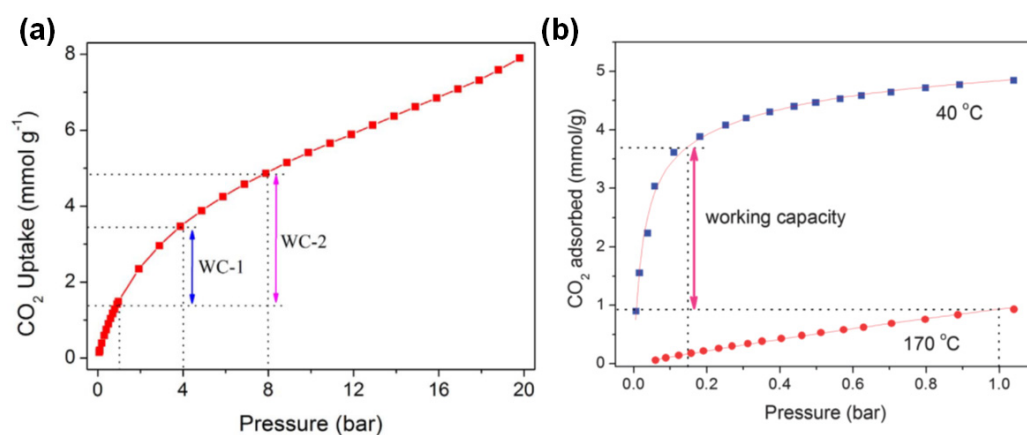 (a)
CO2 Uptake (mmol g-1)
8
6
4
2
0
WC-1
WC-2
0 4 8 12 16 20
Pressure (bar)
(b)
CO2 adsorbed (mmol/g)
5
4
3
2
1
0
40 °C
working capacity
170 °C
0.0 0.2 0.4 0.6 0.8 1.0
Pressure (bar)